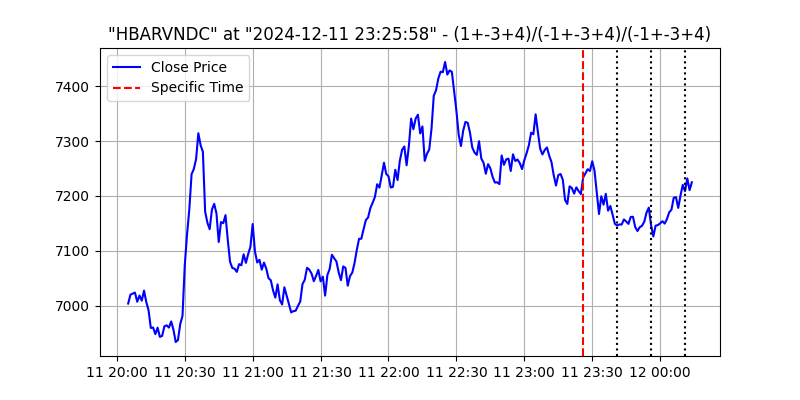 "HBARVNDC" at "2024-12-11 23:25:58" - (1+-3+4)/(-1+-3+4)/(-1+-3+4)
Close Price
Specific Time
7400
7300
7200
7100
7000
11 20:00 11 20:30 11 21:00 11 21:30 11 22:00 11 22:30 11 23:00 11 23:30 12 00:00